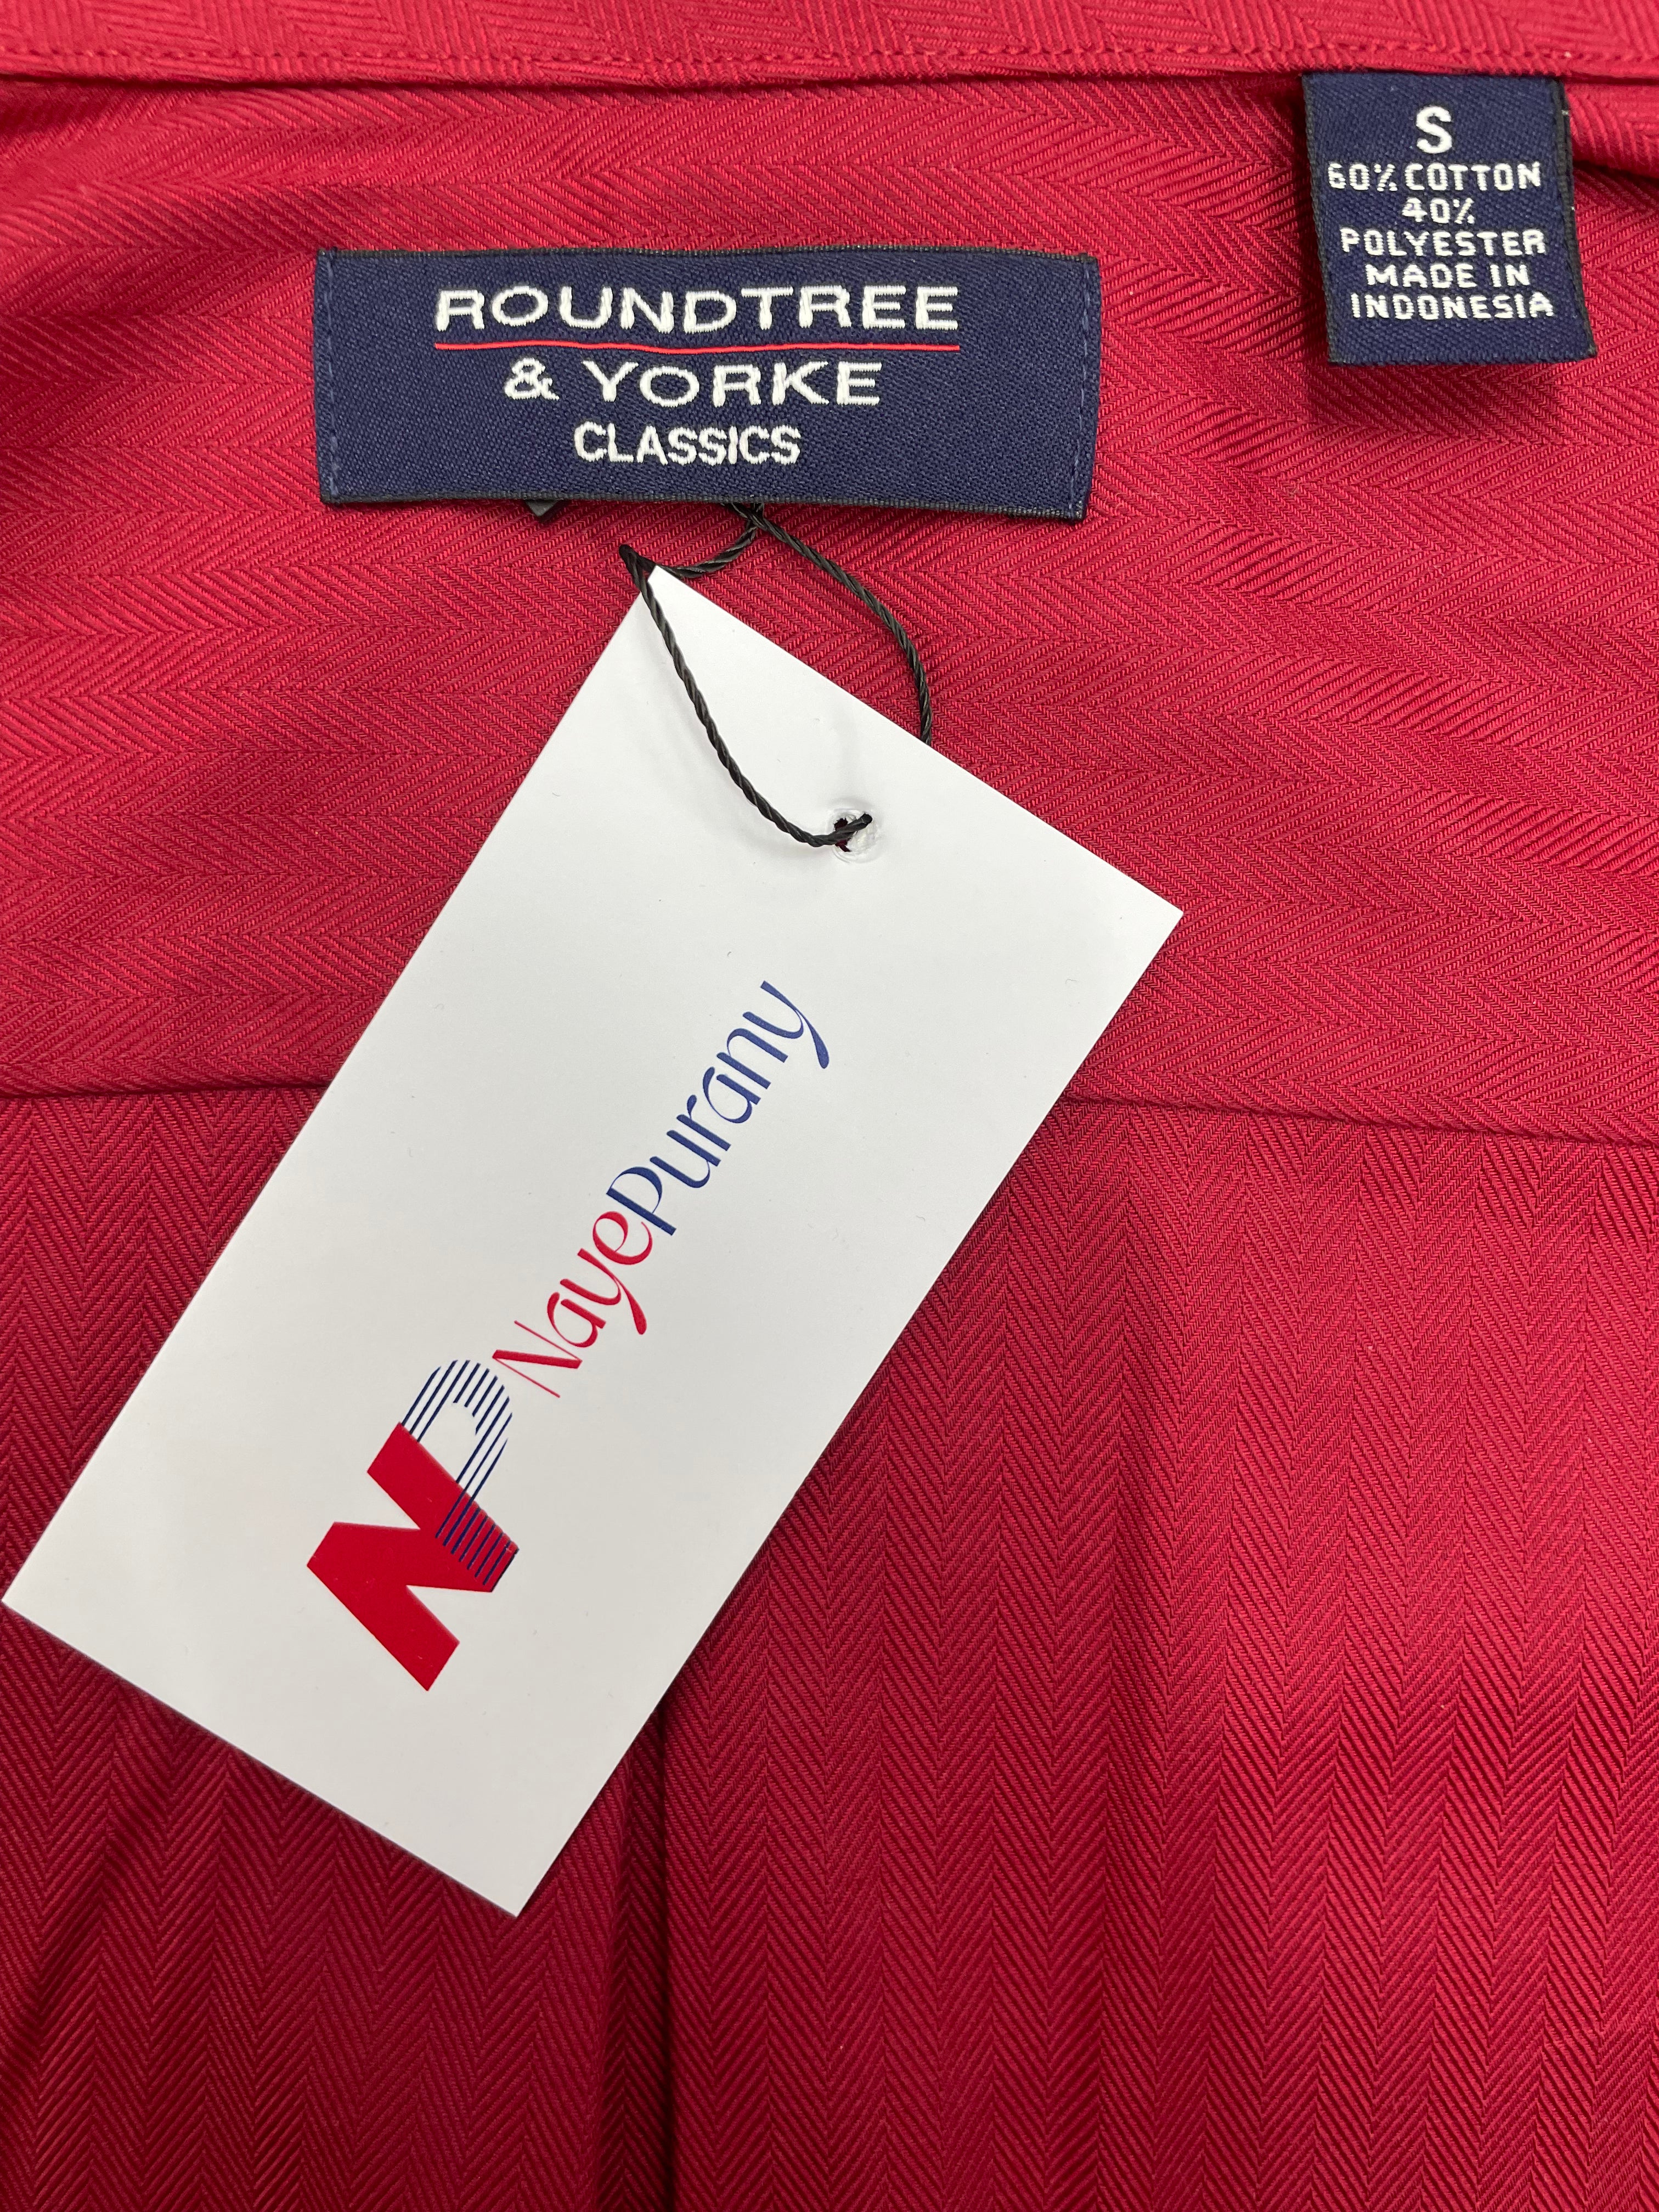 S
60% COTTON
40%
POLYESTER
MADE IN
INDONESIA
ROUNDTREE
& YORKE
CLASSICS
NayePurany
NP